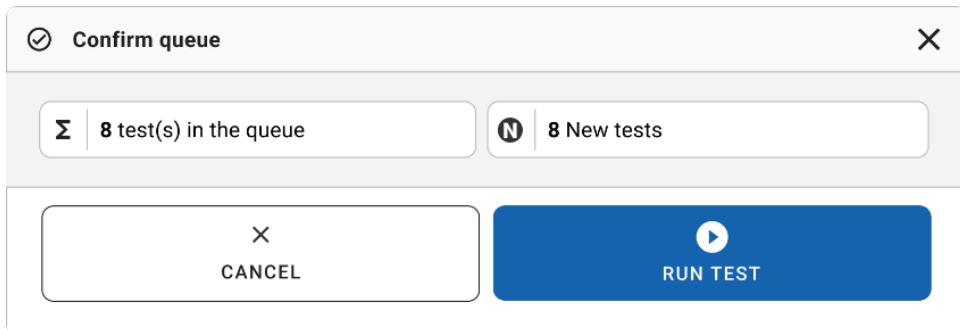 Confirm queue
Σ 8 test(s) in the queue
N 8 New tests
CANCEL
RUN TEST